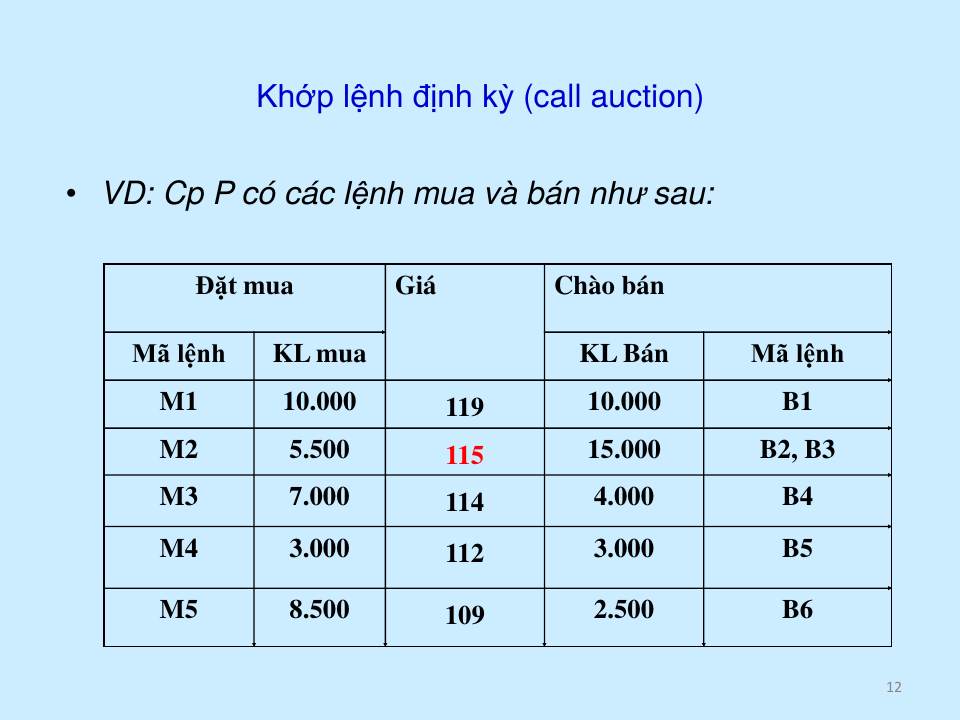 Khớp lệnh định kỳ (call auction)
• VD: Cp P có các lệnh mua và bán như sau:
Đặt mua Giá Chào bán
Mã lệnh KL mua KL Bán Mã lệnh
M1 10.000 119 10.000 B1
M2 5.500 115 15.000 B2, B3
M3 7.000 114 4.000 B4
M4 3.000 112 3.000 B5
M5 8.500 109 2.500 B6
12